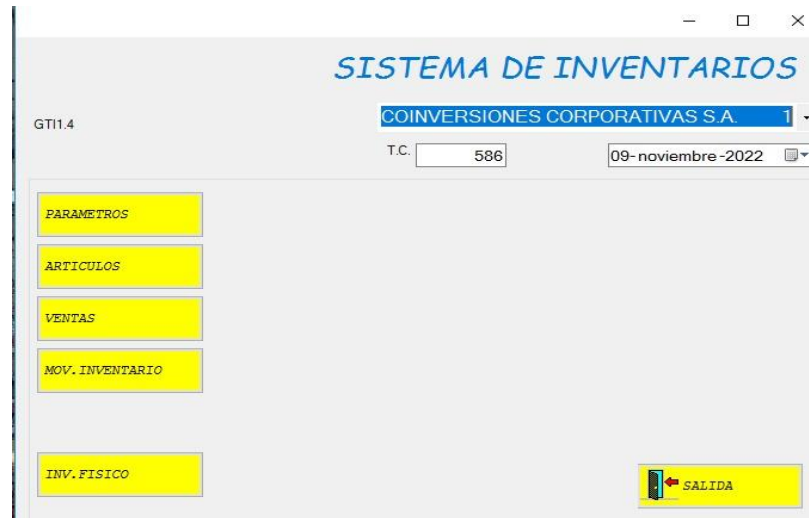 SISTEMA DE INVENTARIOS
GTI1.4
COINVERSIONES CORPORATIVAS S.A. 1
T.C. 586 09-noviembre-2022
PARAMETROS
ARTICULOS
VENTAS
MOV.INVENTARIO
INV.FISICO
SALIDA